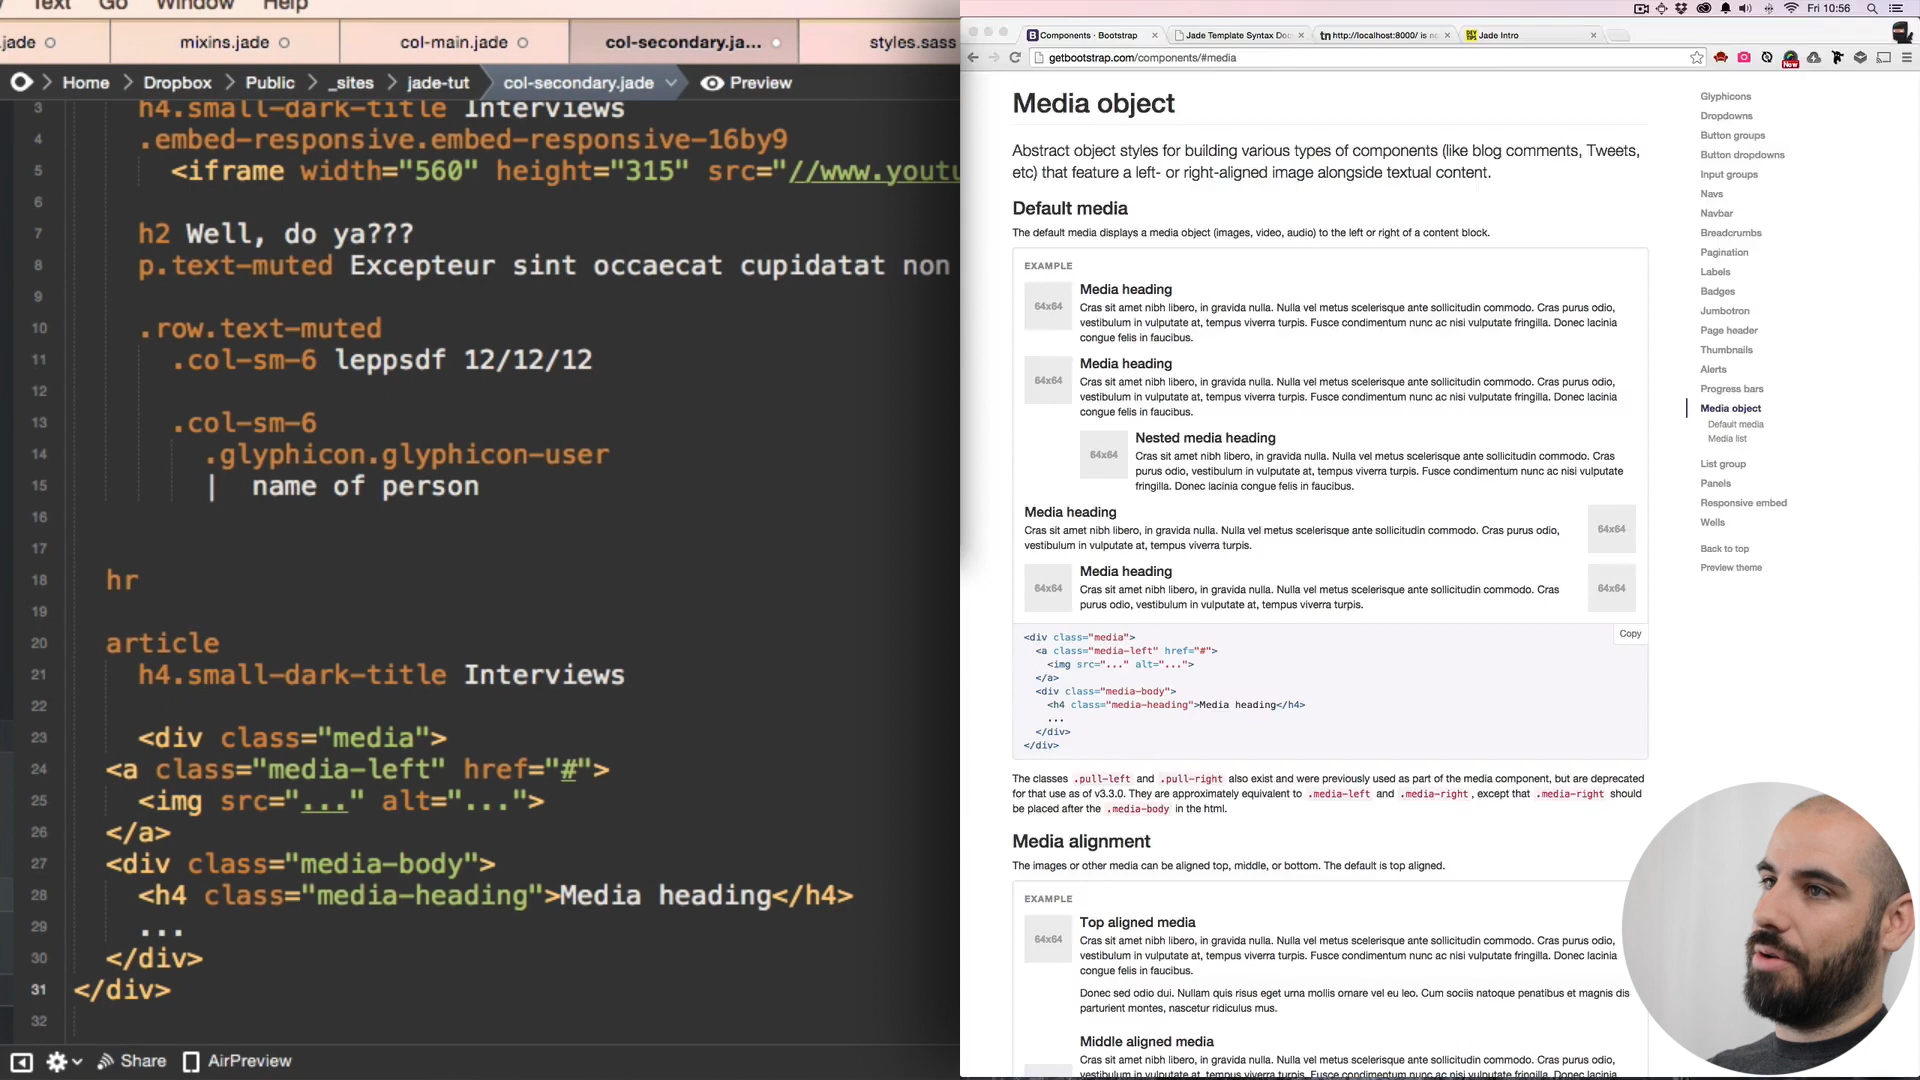 Text Go Window Help
.jade
mixins.jade
col-main.jade
col-secondary.ja...
styles.sass
Home Dropbox Public _sites jade-tut col-secondary.jade Preview
3 h4.small-dark-title Interviews
4 .embed-responsive.embed-responsive-16by9
5 <iframe width="560" height="315" src="//www.youtu
6
7 h2 Well, do ya???
8 p.text-muted Excepteur sint occaecat cupidatat non
9
10 .row.text-muted
11 .col-sm-6 leppsdf 12/12/12
12
13 .col-sm-6
14 .glyphicon.glyphicon-user
15 | name of person
16
17
18 hr
19
20 article
21 h4.small-dark-title Interviews
22
23 <div class="media">
24 <a class="media-left" href="#">
25 <img src="..." alt="...">
26 </a>
27 <div class="media-body">
28 <h4 class="media-heading">Media heading</h4>
29 ...
30 </div>
31 </div>
32
Share AirPreview
Fri 10:56
Components · Bootstrap
Jade Template Syntax Doc
http://localhost:8000/ is no
Jade Intro
getbootstrap.com/components/#media
Now
Media object
Abstract object styles for building various types of components (like blog comments, Tweets,
etc) that feature a left- or right-aligned image alongside textual content.
Default media
The default media displays a media object (images, video, audio) to the left or right of a content block.
EXAMPLE
64x64
Media heading
Cras sit amet nibh libero, in gravida nulla. Nulla vel metus scelerisque ante sollicitudin commodo. Cras purus odio,
vestibulum in vulputate at, tempus viverra turpis. Fusce condimentum nunc ac nisi vulputate fringilla. Donec lacinia
congue felis in faucibus.
64x64
Media heading
Cras sit amet nibh libero, in gravida nulla. Nulla vel metus scelerisque ante sollicitudin commodo. Cras purus odio,
vestibulum in vulputate at, tempus viverra turpis. Fusce condimentum nunc ac nisi vulputate fringilla. Donec lacinia
congue felis in faucibus.
64x64
Nested media heading
Cras sit amet nibh libero, in gravida nulla. Nulla vel metus scelerisque ante sollicitudin commodo. Cras
purus odio, vestibulum in vulputate at, tempus viverra turpis. Fusce condimentum nunc ac nisi vulputate
fringilla. Donec lacinia congue felis in faucibus.
Media heading
Cras sit amet nibh libero, in gravida nulla. Nulla vel metus scelerisque ante sollicitudin commodo. Cras purus odio,
vestibulum in vulputate at, tempus viverra turpis.
64x64
64x64
Media heading
Cras sit amet nibh libero, in gravida nulla. Nulla vel metus scelerisque ante sollicitudin commodo. Cras
purus odio, vestibulum in vulputate at, tempus viverra turpis.
64x64
Copy
<div class="media">
<a class="media-left" href="#">
<img src="..." alt="...">
</a>
<div class="media-body">
<h4 class="media-heading">Media heading</h4>
...
</div>
</div>
The classes .pull-left and .pull-right also exist and were previously used as part of the media component, but are deprecated
for that use as of v3.3.0. They are approximately equivalent to .media-left and .media-right, except that .media-right should
be placed after the .media-body in the html.
Media alignment
The images or other media can be aligned top, middle, or bottom. The default is top aligned.
EXAMPLE
64x64
Top aligned media
Cras sit amet nibh libero, in gravida nulla. Nulla vel metus scelerisque ante sollicitudin commodo. Cras purus odio,
vestibulum in vulputate at, tempus viverra turpis. Fusce condimentum nunc ac nisi vulputate fringilla. Donec lacinia
congue felis in faucibus.
Donec sed odio dui. Nullam quis risus eget urna mollis ornare vel eu leo. Cum sociis natoque penatibus et magnis dis
parturient montes, nascetur ridiculus mus.
Middle aligned media
Cras sit amet nibh libero, in gravida nulla. Nulla vel metus scelerisque ante sollicitudin commodo. Cras purus odio,
Glyphicons
Dropdowns
Button groups
Button dropdowns
Input groups
Navs
Navbar
Breadcrumbs
Pagination
Labels
Badges
Jumbotron
Page header
Thumbnails
Alerts
Progress bars
Media object
Default media
Media list
List group
Panels
Responsive embed
Wells
Back to top
Preview theme